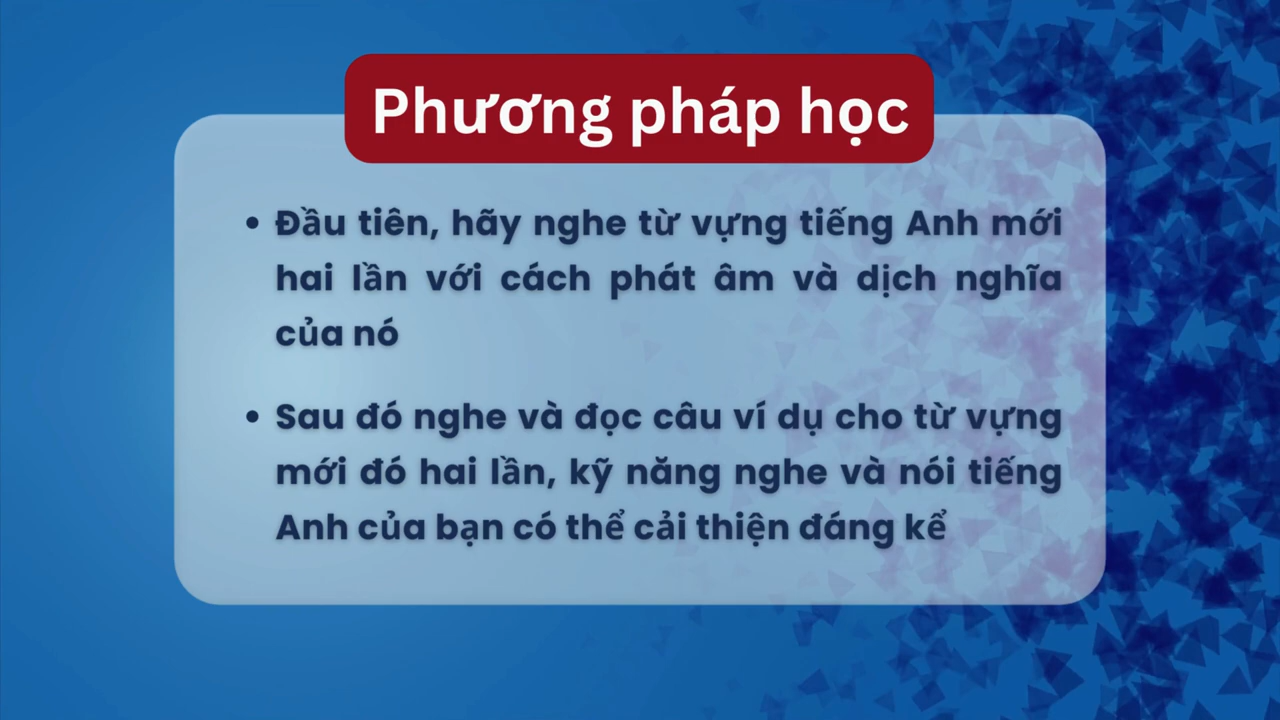 Phương pháp học
• Đầu tiên, hãy nghe từ vựng tiếng Anh mới
hai lần với cách phát âm và dịch nghĩa
của nó
• Sau đó nghe và đọc câu ví dụ cho từ vựng
mới đó hai lần, kỹ năng nghe và nói tiếng
Anh của bạn có thể cải thiện đáng kể